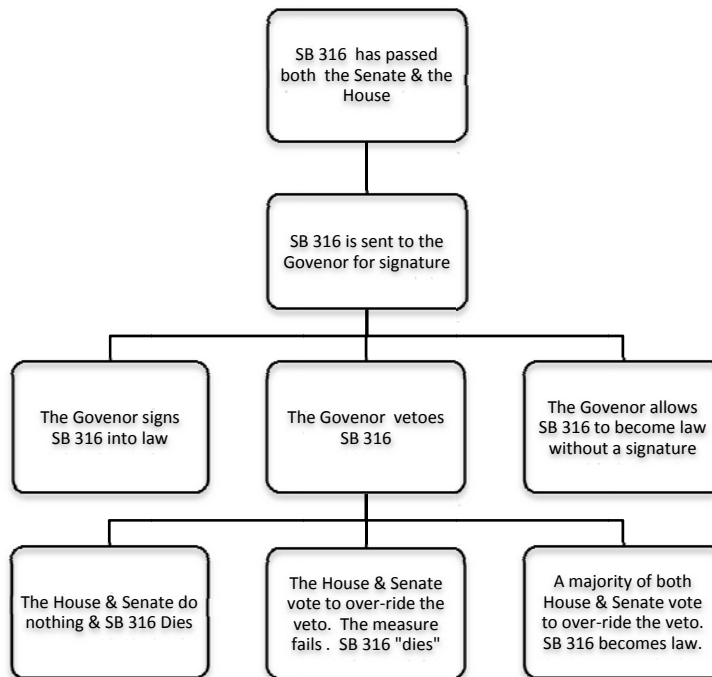 SB 316 has passed
both the Senate & the
House
SB 316 is sent to the
Govenor for signature
The Govenor signs
SB 316 into law
The Govenor vetoes
SB 316
The Govenor allows
SB 316 to become law
without a signature
The House & Senate do
nothing & SB 316 Dies
The House & Senate
vote to over-ride the
veto. The measure
fails . SB 316 "dies"
A majority of both
House & Senate vote
to over-ride the veto.
SB 316 becomes law.